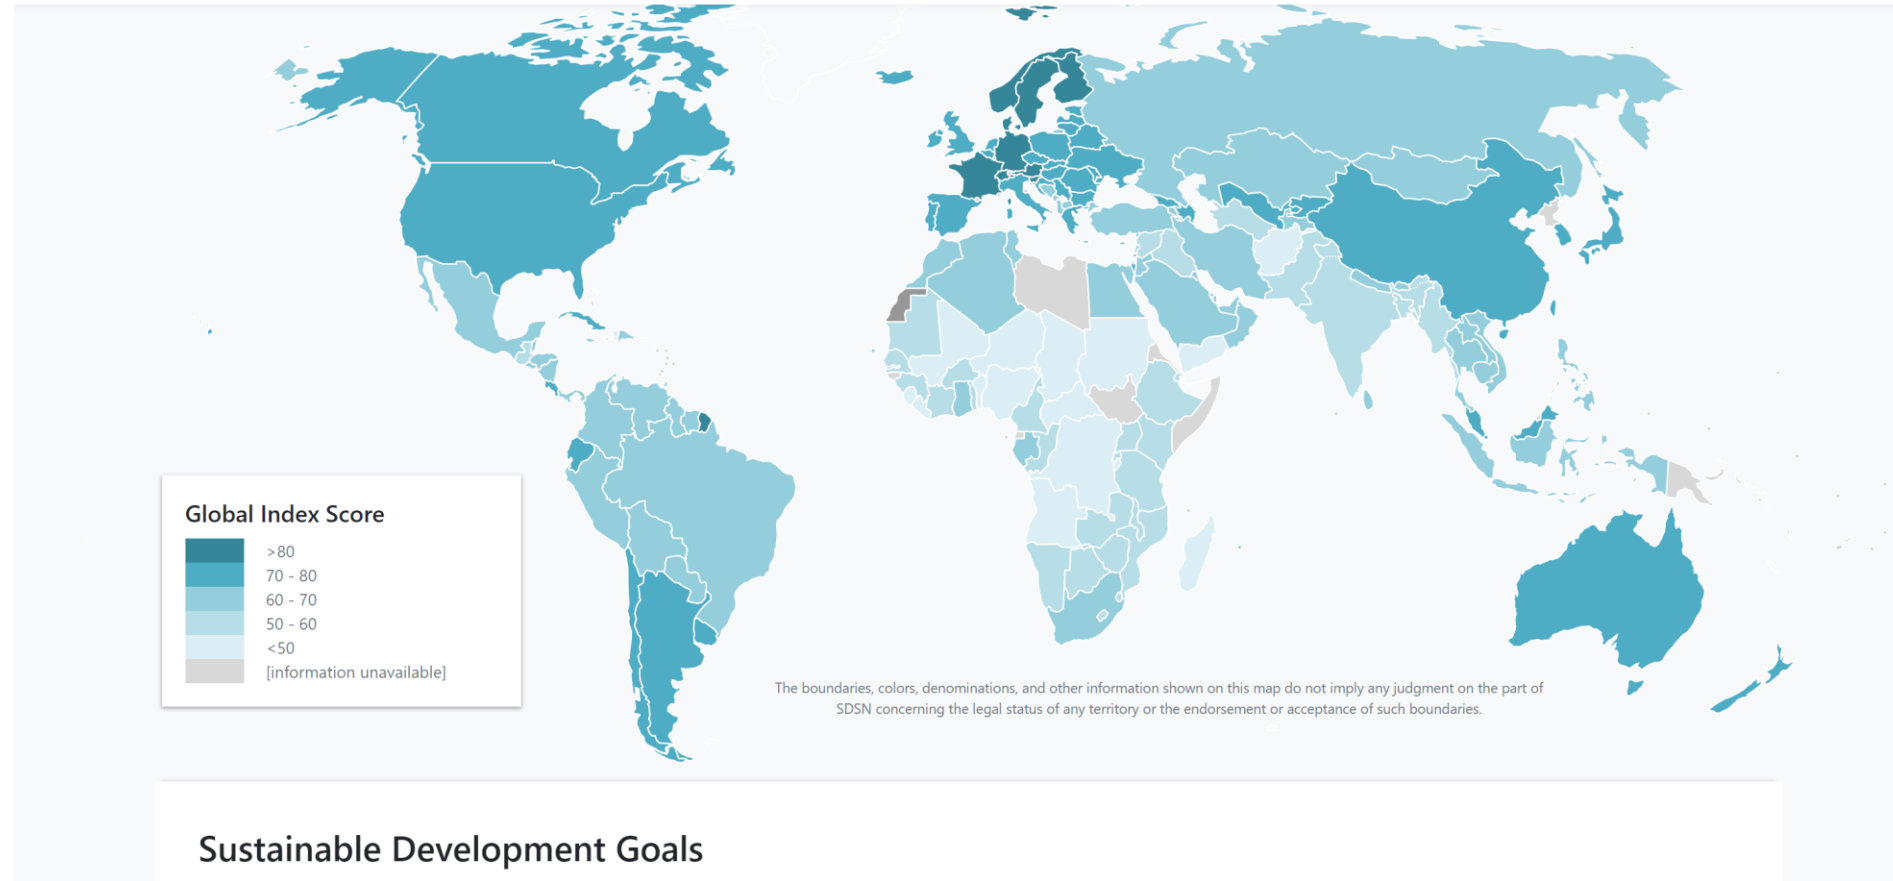 Global Index Score
>80
70 - 80
60 - 70
50 - 60
<50
[information unavailable]
The boundaries, colors, denominations, and other information shown on this map do not imply any judgment on the part of
SDSN concerning the legal status of any territory or the endorsement or acceptance of such boundaries.
Sustainable Development Goals